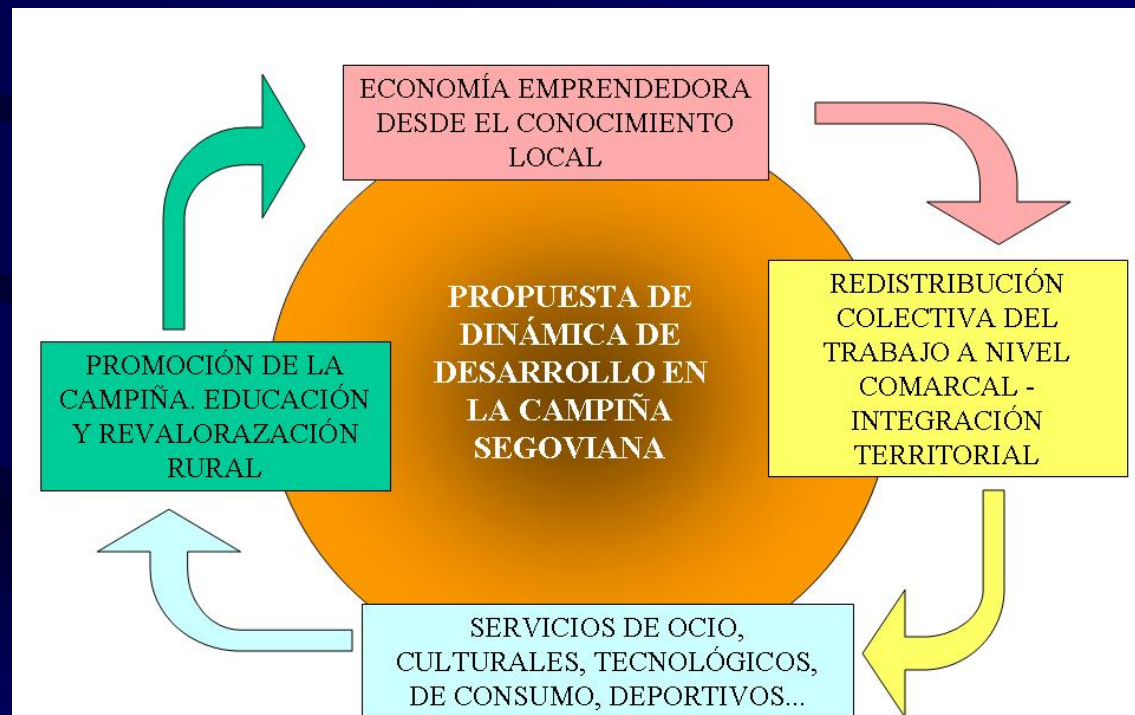 ECONOMÍA EMPRENDEDORA
DESDE EL CONOCIMIENTO
LOCAL
PROPUESTA DE
DINÁMICA DE
DESARROLLO EN
LA CAMPIÑA
SEGOVIANA
REDISTRIBUCIÓN
COLECTIVA DEL
TRABAJO A NIVEL
COMARCAL -
INTEGRACIÓN
TERRITORIAL
PROMOCIÓN DE LA
CAMPIÑA. EDUCACIÓN
Y REVALORAZACIÓN
RURAL
SERVICIOS DE OCIO,
CULTURALES, TECNOLÓGICOS,
DE CONSUMO, DEPORTIVOS...